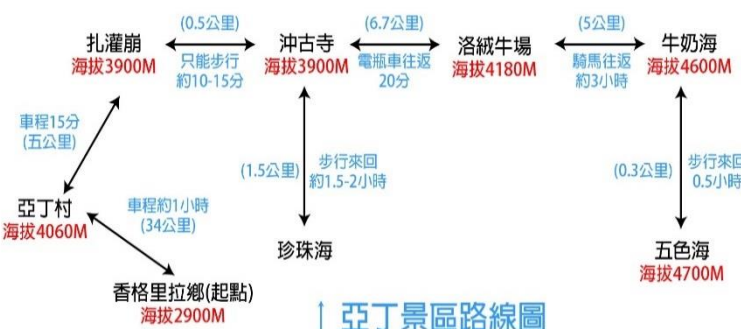 (0.5公里)
(6.7公里)
(5公里)
扎灌崩
海拔3900M
只能步行
約10-15分
沖古寺
海拔3900M
電瓶車往返
20分
洛絨牛場
海拔4180M
騎馬往返
約3小時
牛奶海
海拔4600M
車程15分
(五公里)
(1.5公里)
步行來回
約1.5-2小時
(0.3公里)
步行來回
0.5小時
亞丁村
海拔4060M
車程約1小時
(34公里)
珍珠海
五色海
海拔4700M
香格里拉鄉(起點)
海拔2900M
↑ 亞丁景區路線圖